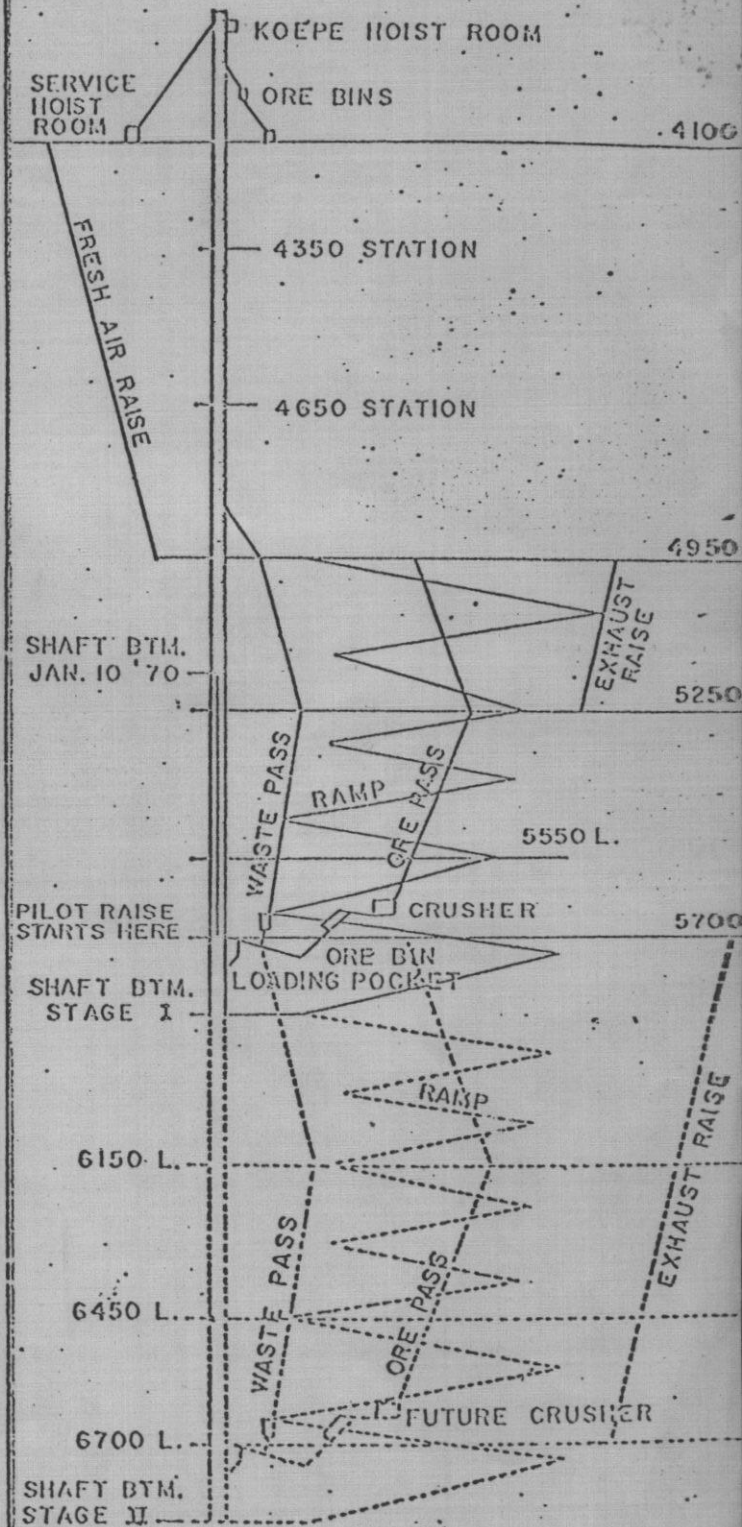 KOEPE HOIST ROOM
SERVICE
HOIST
ROOM
ORE BINS
4100
FRESH AIR RAISE
4350 STATION
4650 STATION
4950
EXHAUST
RAISE
SHAFT BTM.
JAN. 10 '70
5250
WASTE PASS
RAMP
ORE PASS
5550 L.
CRUSHER
PILOT RAISE
STARTS HERE
5700
ORE BIN
LOADING POCKET
SHAFT BTM.
STAGE I
RAMP
EXHAUST RAISE
6150 L.
WASTE PASS
ORE PASS
6450 L.
FUTURE CRUSHER
6700 L.
SHAFT BTM.
STAGE II